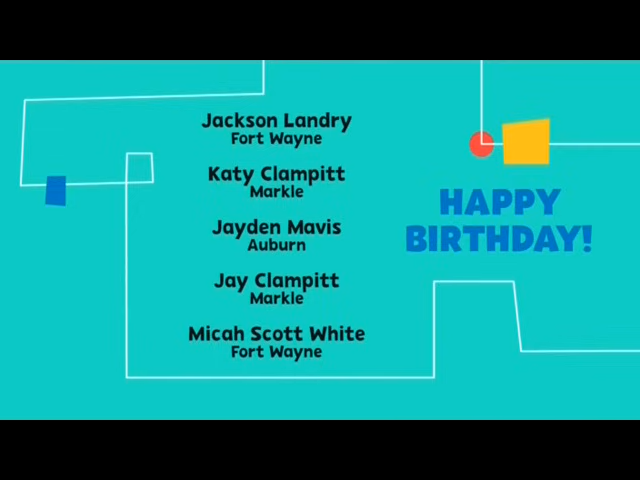 Jackson Landry
Fort Wayne
Katy Clampitt
Markle
Jayden Mavis
Auburn
Jay Clampitt
Markle
Micah Scott White
Fort Wayne
HAPPY
BIRTHDAY!